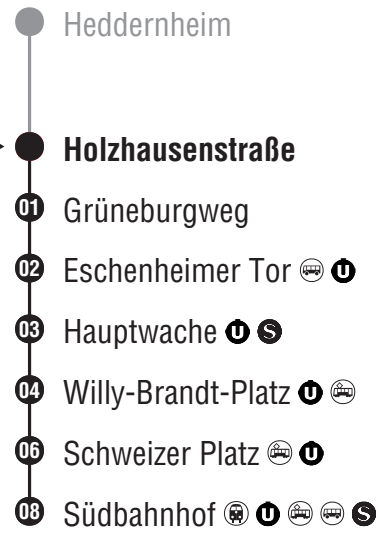 Heddernheim
Holzhausenstraße
01 Grüneburgweg
02 Eschenheimer Tor U
03 Hauptwache U S
04 Willy-Brandt-Platz U
06 Schweizer Platz U
08 Südbahnhof U S